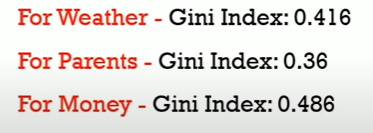 For Weather - Gini Index: 0.416
For Parents - Gini Index: 0.36
For Money - Gini Index: 0.486